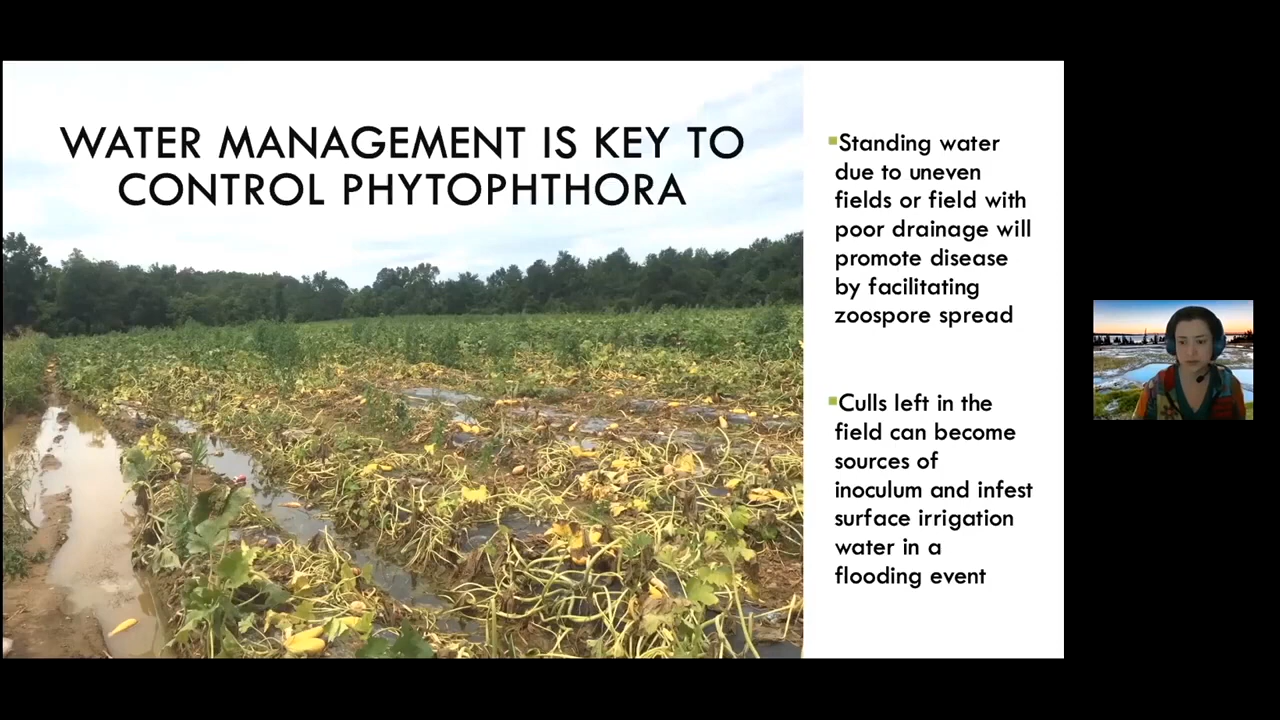 WATER MANAGEMENT IS KEY TO
CONTROL PHYTOPHTHORA
Standing water
due to uneven
fields or field with
poor drainage will
promote disease
by facilitating
zoospore spread
Culls left in the
field can become
sources of
inoculum and infest
surface irrigation
water in a
flooding event